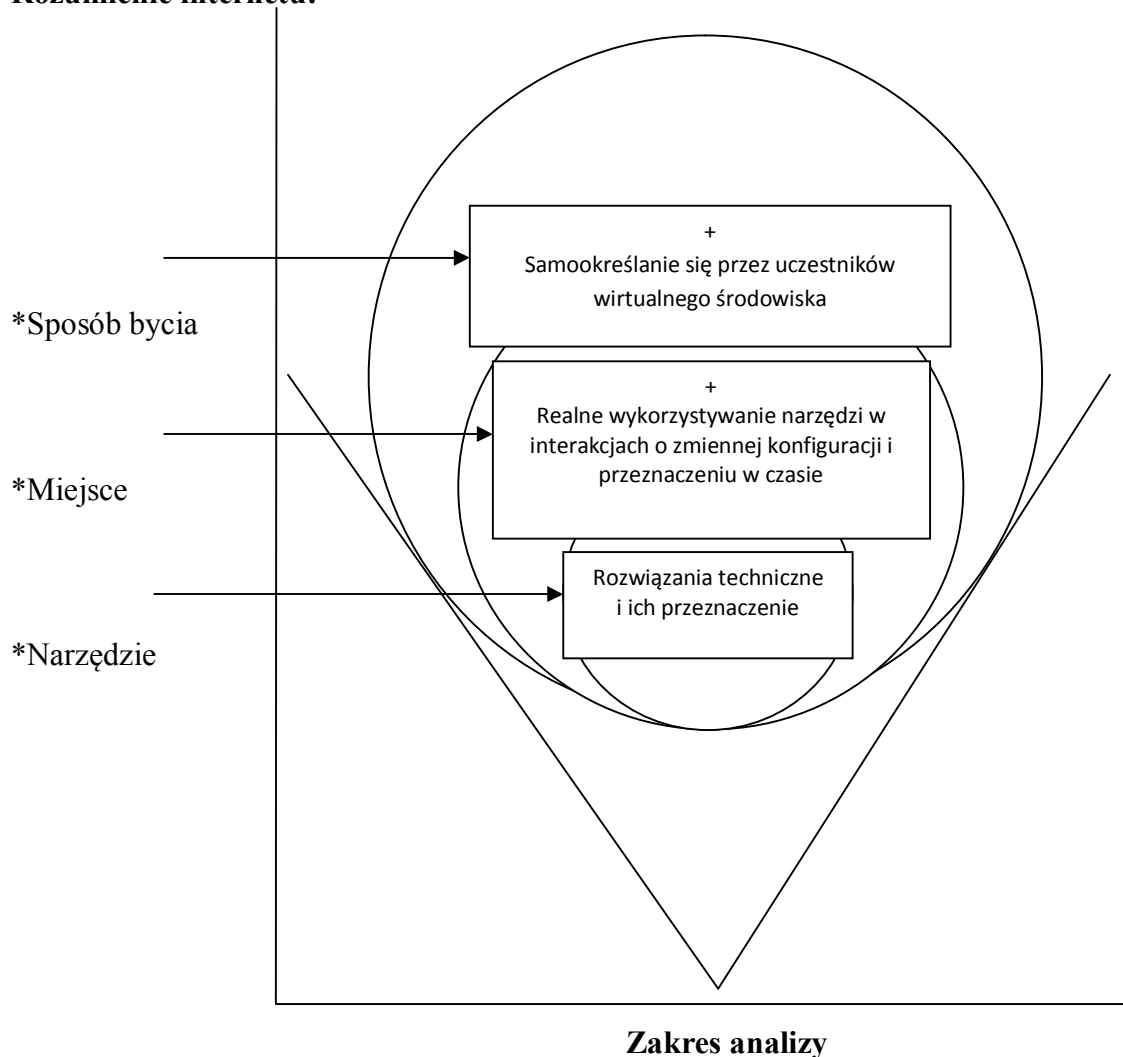 Rozumienie internetu:
+
Samookreślanie się przez uczestników
wirtualnego środowiska
*Sposób bycia
+
Realne wykorzystywanie narzędzi w
interakcjach o zmiennej konfiguracji i
przeznaczeniu w czasie
*Miejsce
Rozwiązania techniczne
i ich przeznaczenie
*Narzędzie
Zakres analizy